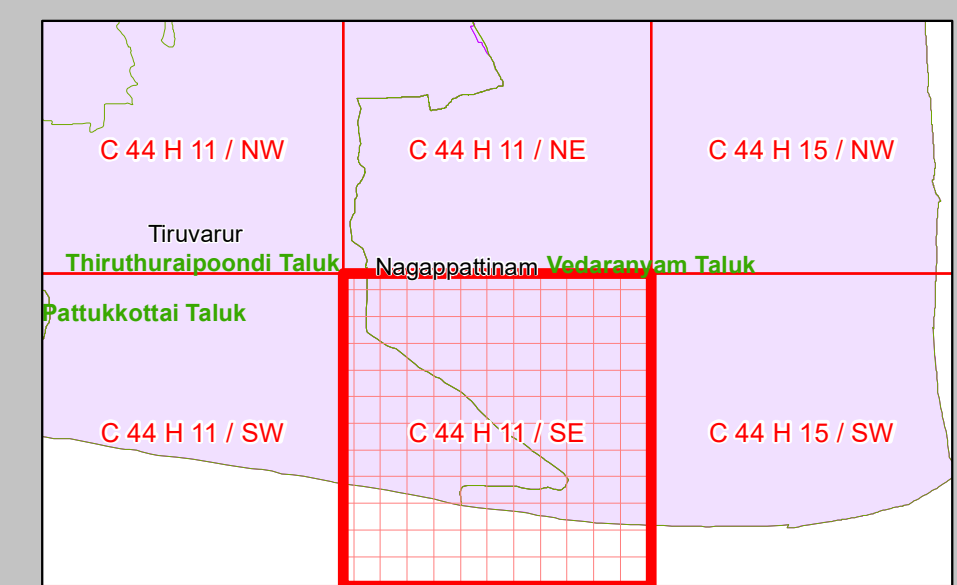 C 44 H 11 / NW
C 44 H 11 / NE
C 44 H 15 / NW
Tiruvarur
Thiruthuraipoondi Taluk
Nagappattinam
Vedaranyam Taluk
Pattukkottai Taluk
C 44 H 11 / SW
C 44 H 11 / SE
C 44 H 15 / SW